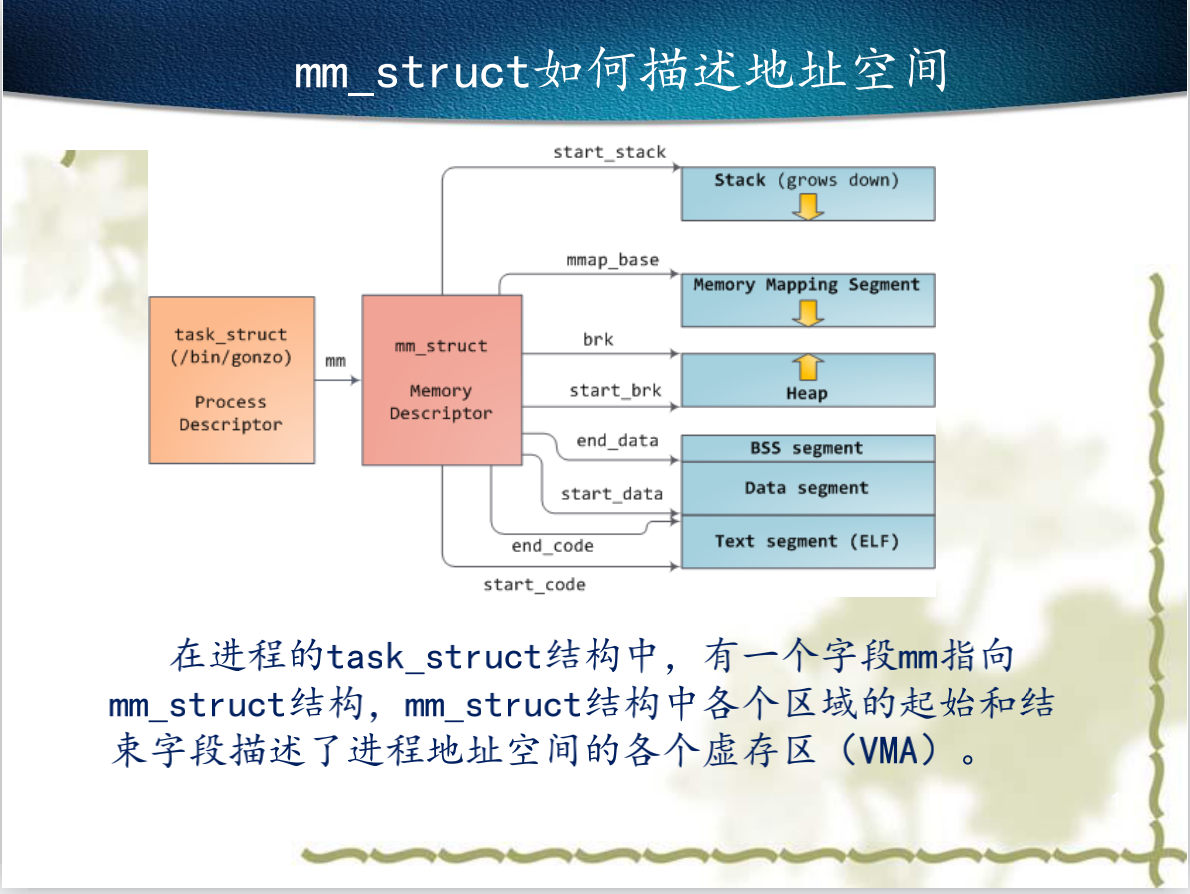 mm_struct如何描述地址空间
start_stack
Stack (grows down)
mmap_base
Memory Mapping Segment
task_struct
(/bin/gonzo)
Process
Descriptor
mm
mm_struct
Memory
Descriptor
brk
start_brk
Heap
end_data
BSS segment
start_data
Data segment
end_code
Text segment (ELF)
start_code
在进程的task_struct结构中，有一个字段mm指向
mm_struct结构，mm_struct结构中各个区域的起始和结
束字段描述了进程地址空间的各个虚存区（VMA）。